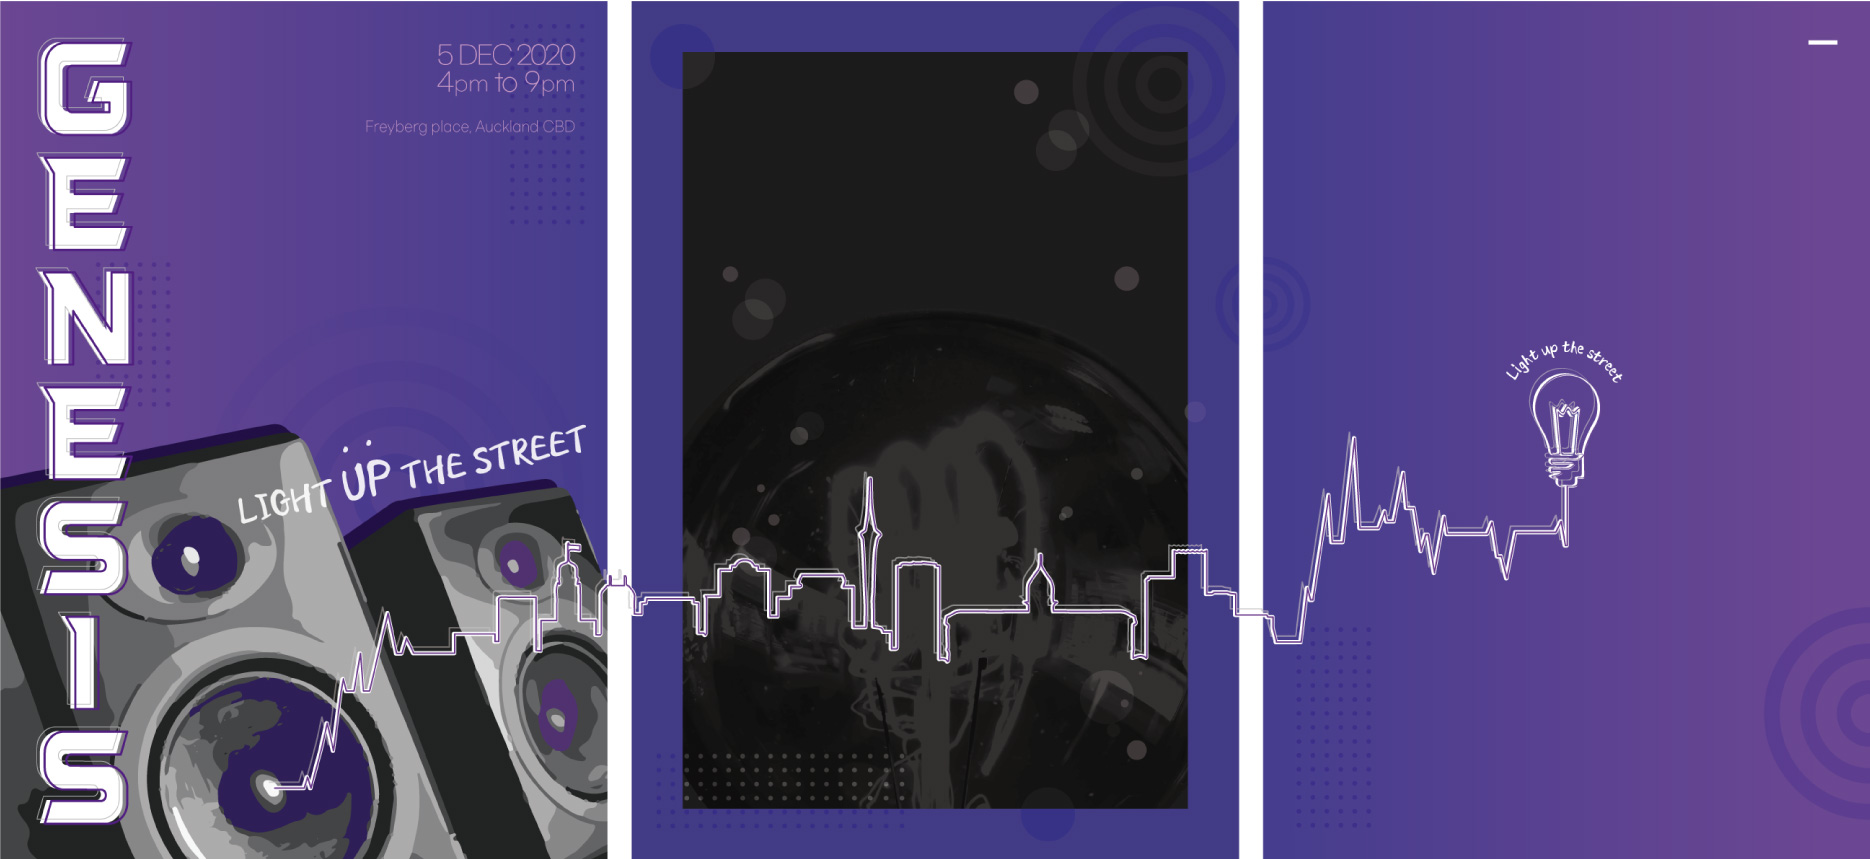 GENESIS
5 DEC 2020
4pm to 9pm
Freyberg place, Auckland CBD
LIGHT UP THE STREET
Light up the street